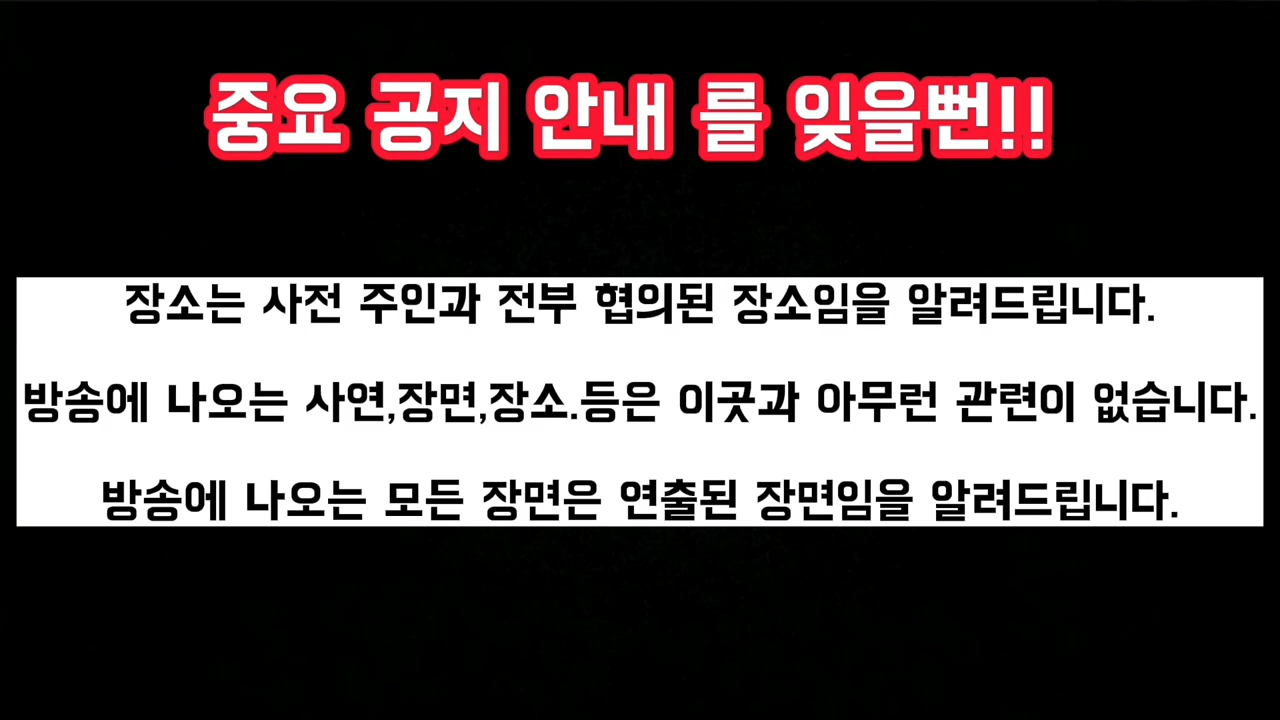 중요 공지 안내 를 잊을뻔!!
장소는 사전 주인과 전부 협의된 장소임을 알려드립니다.
방송에 나오는 사연,장면,장소.등은 이곳과 아무런 관련이 없습니다.
방송에 나오는 모든 장면은 연출된 장면임을 알려드립니다.